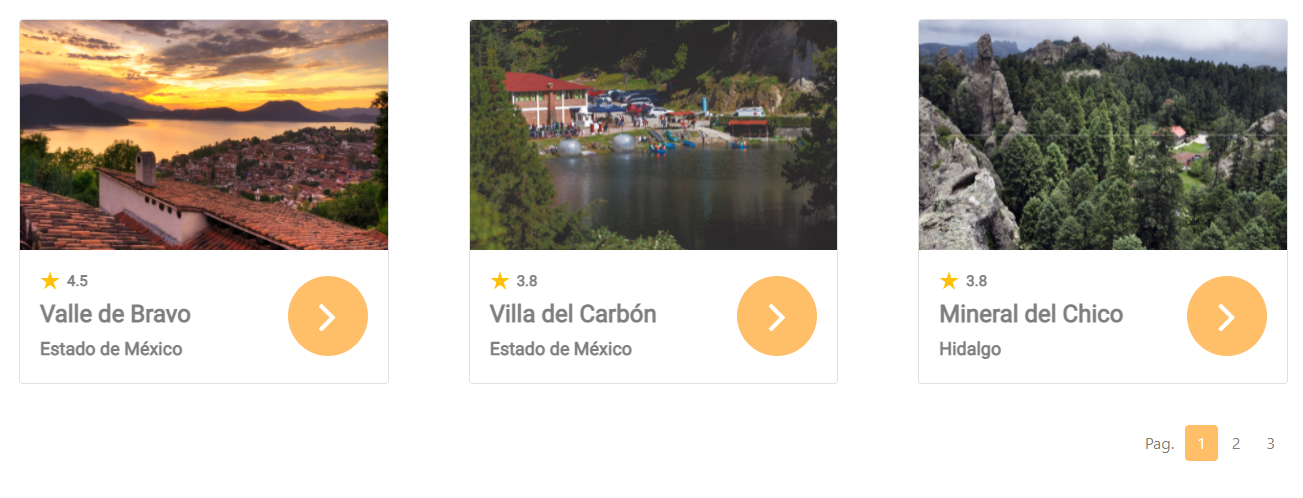 4.5
Valle de Bravo
Estado de México
3.8
Villa del Carbón
Estado de México
3.8
Mineral del Chico
Hidalgo
Pag. 1 2 3